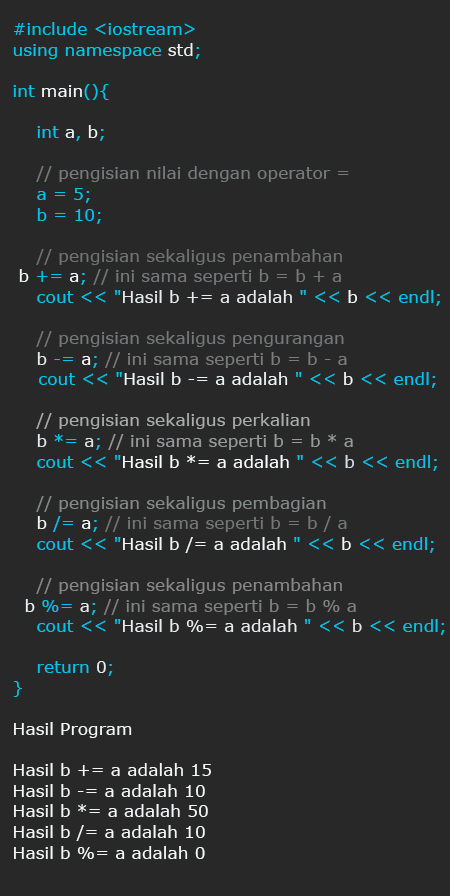 #include <iostream>
using namespace std;
int main(){
int a, b;
// pengisian nilai dengan operator =
a = 5;
b = 10;
// pengisian sekaligus penambahan
b += a; // ini sama seperti b = b + a
cout << "Hasil b += a adalah " << b << endl;
// pengisian sekaligus pengurangan
b -= a; // ini sama seperti b = b - a
cout << "Hasil b -= a adalah " << b << endl;
// pengisian sekaligus perkalian
b *= a; // ini sama seperti b = b * a
cout << "Hasil b *= a adalah " << b << endl;
// pengisian sekaligus pembagian
b /= a; // ini sama seperti b = b / a
cout << "Hasil b /= a adalah " << b << endl;
// pengisian sekaligus penambahan
b %= a; // ini sama seperti b = b % a
cout << "Hasil b %= a adalah " << b << endl;
return 0;
}
Hasil Program
Hasil b += a adalah 15
Hasil b -= a adalah 10
Hasil b *= a adalah 50
Hasil b /= a adalah 10
Hasil b %= a adalah 0